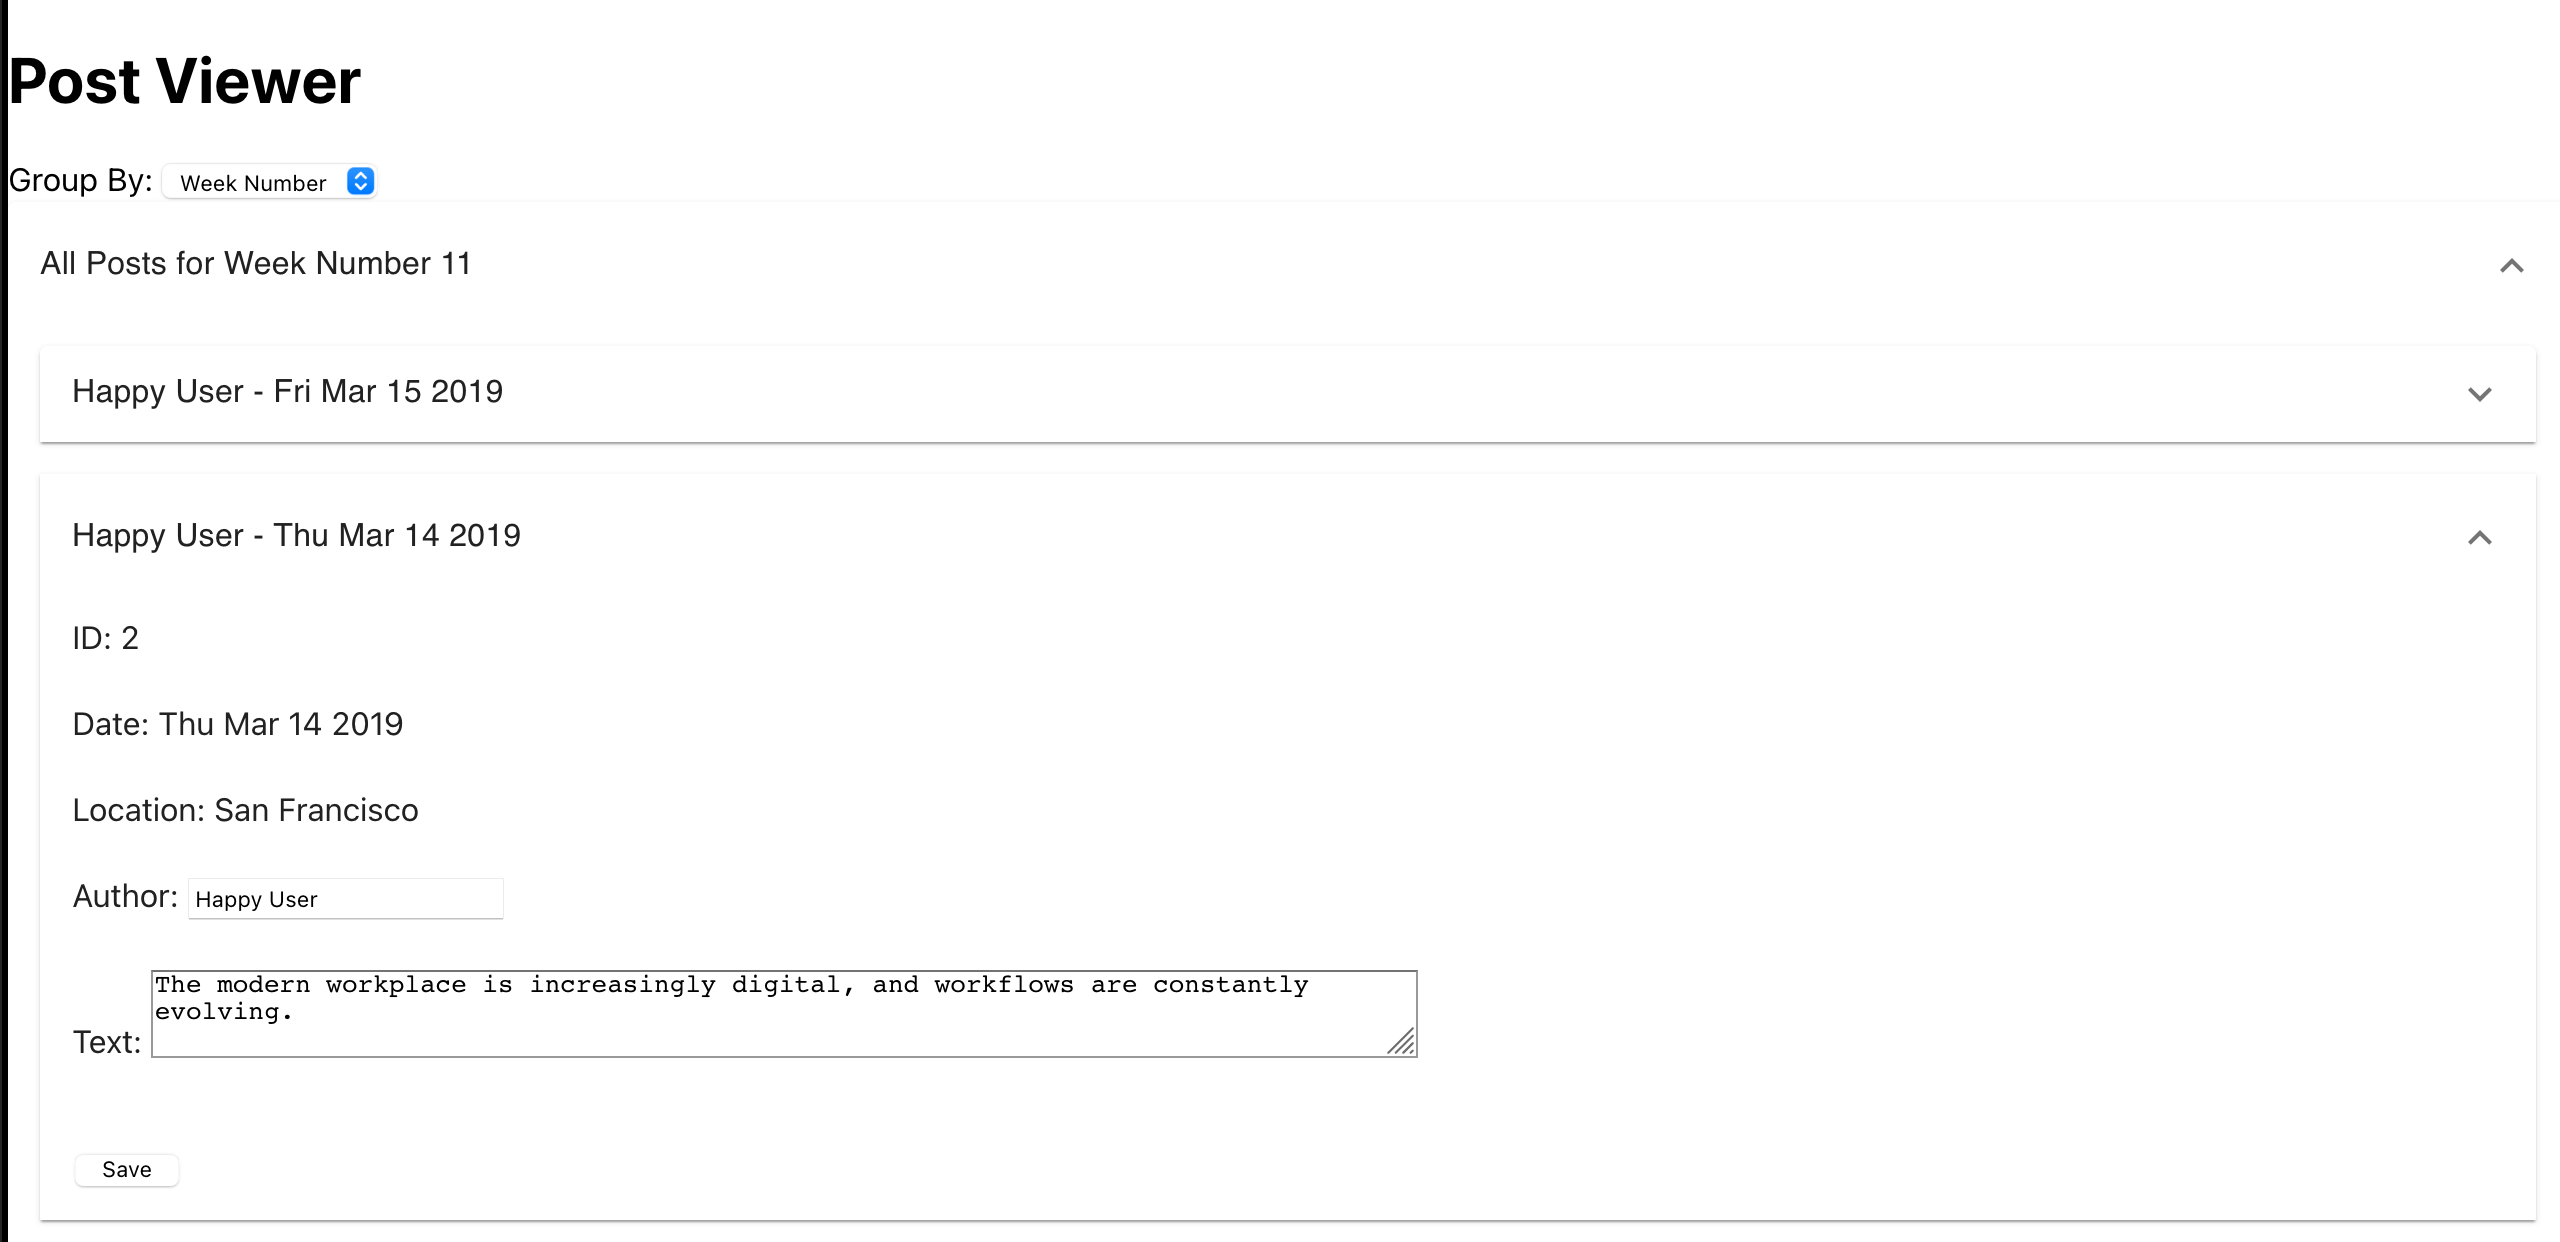 Post Viewer
Group By: Week Number
All Posts for Week Number 11
Happy User - Fri Mar 15 2019
Happy User - Thu Mar 14 2019
ID: 2
Date: Thu Mar 14 2019
Location: San Francisco
Author: Happy User
Text: The modern workplace is increasingly digital, and workflows are constantly
evolving.
Save